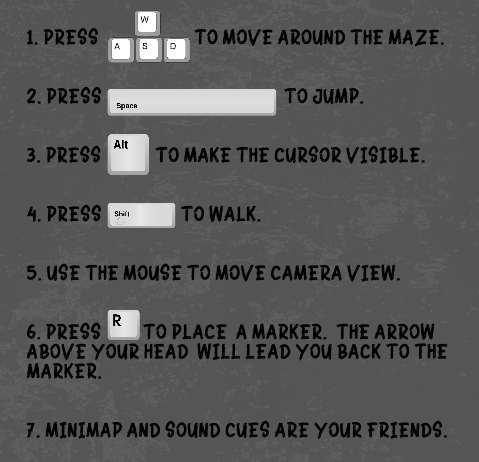 1. PRESS W A S D TO MOVE AROUND THE MAZE.
2. PRESS Space TO JUMP.
3. PRESS Alt TO MAKE THE CURSOR VISIBLE.
4. PRESS Shift TO WALK.
5. USE THE MOUSE TO MOVE CAMERA VIEW.
6. PRESS R TO PLACE A MARKER. THE ARROW
ABOVE YOUR HEAD WILL LEAD YOU BACK TO THE
MARKER.
7. MINIMAP AND SOUND CUES ARE YOUR FRIENDS.